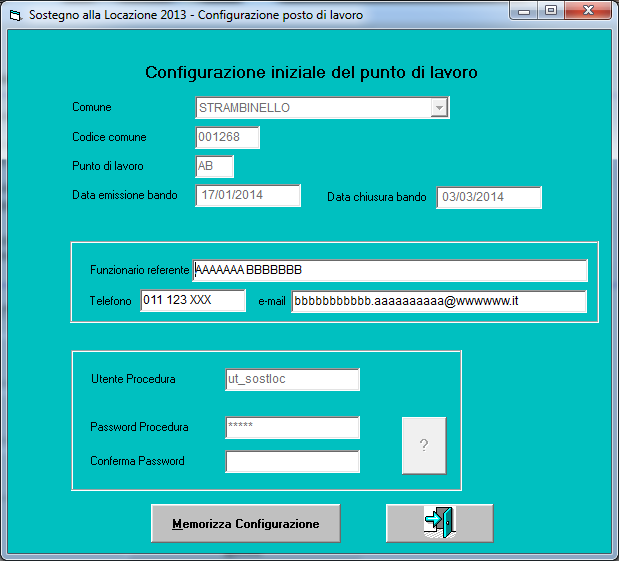 Sostegno alla Locazione 2013 - Configurazione posto di lavoro
Configurazione iniziale del punto di lavoro
Comune STRAMBINELLO
Codice comune 001268
Punto di lavoro AB
Data emissione bando 17/01/2014 Data chiusura bando 03/03/2014
Funzionario referente AAAAAAA BBBBBBB
Telefono 011 123 XXX e-mail bbbbbbbbbbb.aaaaaaaaaa@wwwwww.it
Utente Procedura ut_sostloc
Password Procedura *****
?
Conferma Password
Memorizza Configurazione